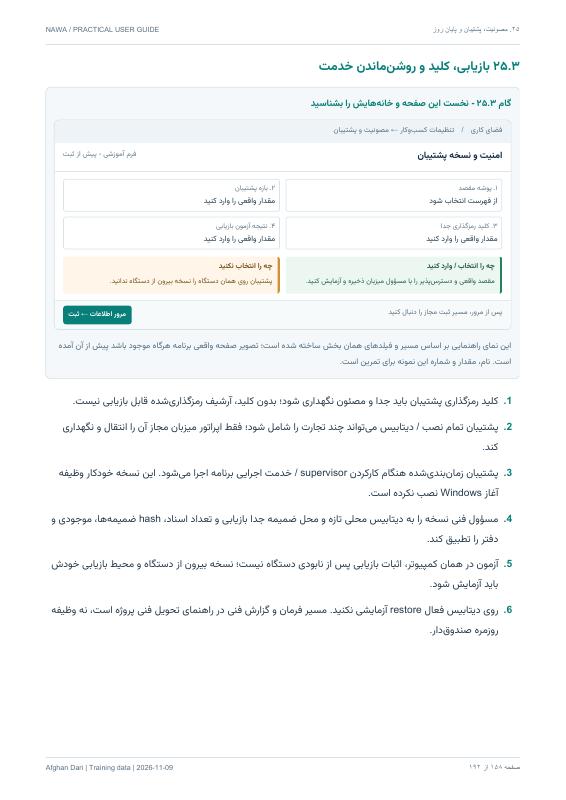 NAWA / PRACTICAL USER GUIDE
۲۵. مصونیت، پشتیبان و پایان روز
۲۵.۳ بازیابی، کلید و روشن‌ماندن خدمت
گام ۲۵.۳ - نخست این صفحه و خانه‌هایش را بشناسید
فضای کاری / تنظیمات کسب‌وکار ← مصونیت و پشتیبان
امنیت و نسخه پشتیبان
فرم آموزشی - پیش از ثبت
۱. پوشه مقصد
از فهرست انتخاب شود
۲. بازه پشتیبان
مقدار واقعی را وارد کنید
۳. کلید رمزگذاری جدا
مقدار واقعی را وارد کنید
۴. نتیجه آزمون بازیابی
مقدار واقعی را وارد کنید
چه را انتخاب / وارد کنید
مقصد واقعی و دسترس‌پذیر را با مسؤول میزبان ذخیره و آزمایش کنید.
چه را انتخاب نکنید
پشتیبان روی همان دستگاه را نسخه بیرون از دستگاه ندانید.
پس از مرور، مسیر ثبت مجاز را دنبال کنید
مرور اطلاعات ← ثبت
این نمای راهنمایی بر اساس مسیر و فیلدهای همان بخش ساخته شده است؛ تصویر صفحه واقعی برنامه هرگاه موجود باشد پیش از آن آمده
است. نام، مقدار و شماره این نمونه برای تمرین است.
1. کلید رمزگذاری پشتیبان باید جدا و مصئون نگهداری شود؛ بدون کلید، آرشیف رمزگذاری‌شده قابل بازیابی نیست.
2. پشتیبان تمام نصب / دیتابیس می‌تواند چند تجارت را شامل شود؛ فقط اپراتور میزبان مجاز آن را انتقال و نگهداری
کند.
3. پشتیبان زمان‌بندی‌شده هنگام کارکردن supervisor / خدمت اجرایی برنامه اجرا می‌شود. این نسخه خودکار وظیفه
آغاز Windows نصب نکرده است.
4. مسؤول فنی نسخه را به دیتابیس محلی تازه و محل ضمیمه جدا بازیابی و تعداد اسناد، hash ضمیمه‌ها، موجودی و
دفتر را تطبیق کند.
5. آزمون در همان کمپیوتر، اثبات بازیابی پس از نابودی دستگاه نیست؛ نسخه بیرون از دستگاه و محیط بازیابی خودش
باید آزمایش شود.
6. روی دیتابیس فعال restore آزمایشی نکنید. مسیر فرمان و گزارش فنی در راهنمای تحویل فنی پروژه است، نه وظیفه
روزمره صندوق‌دار.
Afghan Dari | Training data | 2026-11-09
صفحه ۱۵۸ از ۱۹۲